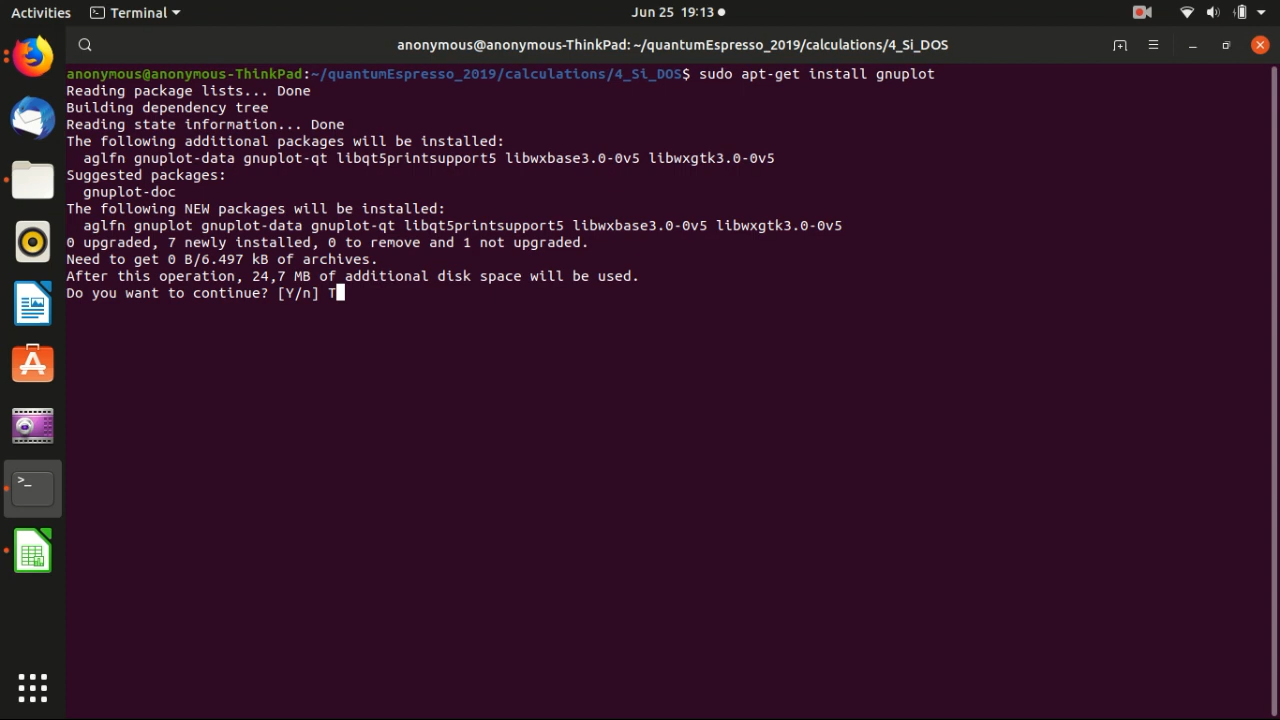 Activities Terminal Jun 25 19:13
anonymous@anonymous-ThinkPad: ~/quantumEspresso_2019/calculations/4_Si_DOS
anonymous@anonymous-ThinkPad:~/quantumEspresso_2019/calculations/4_Si_DOS$ sudo apt-get install gnuplot
Reading package lists... Done
Building dependency tree
Reading state information... Done
The following additional packages will be installed:
aglfn gnuplot-data gnuplot-qt libqt5printsupport5 libwxbase3.0-0v5 libwxgtk3.0-0v5
Suggested packages:
gnuplot-doc
The following NEW packages will be installed:
aglfn gnuplot gnuplot-data gnuplot-qt libqt5printsupport5 libwxbase3.0-0v5 libwxgtk3.0-0v5
0 upgraded, 7 newly installed, 0 to remove and 1 not upgraded.
Need to get 0 B/6.497 kB of archives.
After this operation, 24,7 MB of additional disk space will be used.
Do you want to continue? [Y/n] T